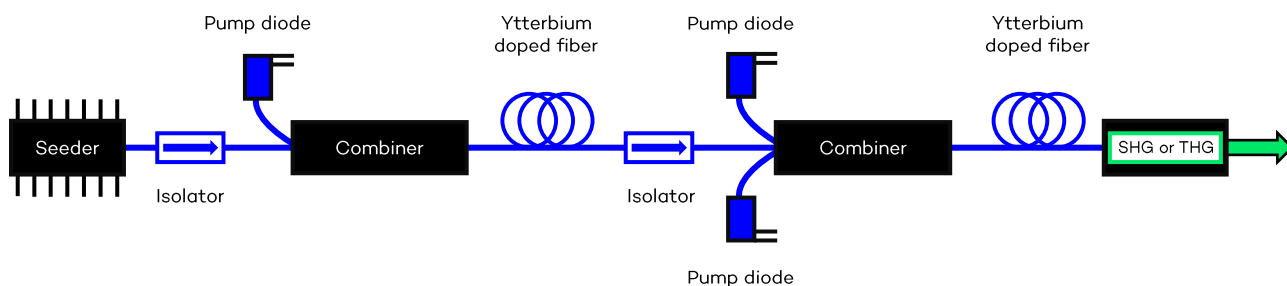 Pump diode
Ytterbium
doped fiber
Pump diode
Ytterbium
doped fiber
Seeder
Isolator
Combiner
Isolator
Combiner
SHG or THG
Pump diode